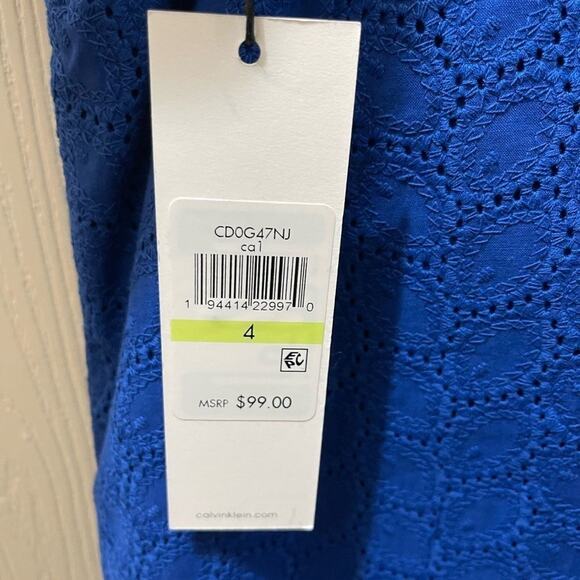 CD0G47NJ
ca1
1 94414 22997 0
4
MSRP $99.00
calvinklein.com